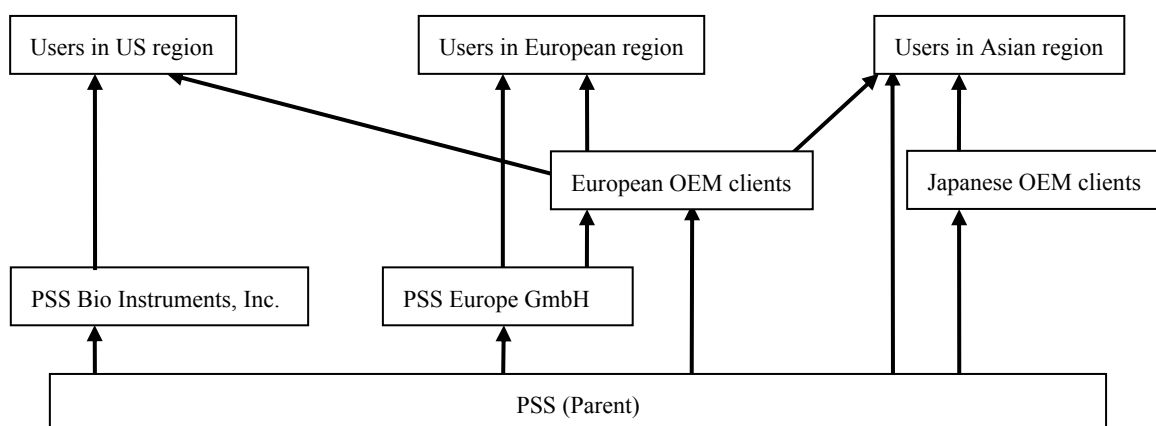 Users in US region
Users in European region
Users in Asian region
European OEM clients
Japanese OEM clients
PSS Bio Instruments, Inc.
PSS Europe GmbH
PSS (Parent)